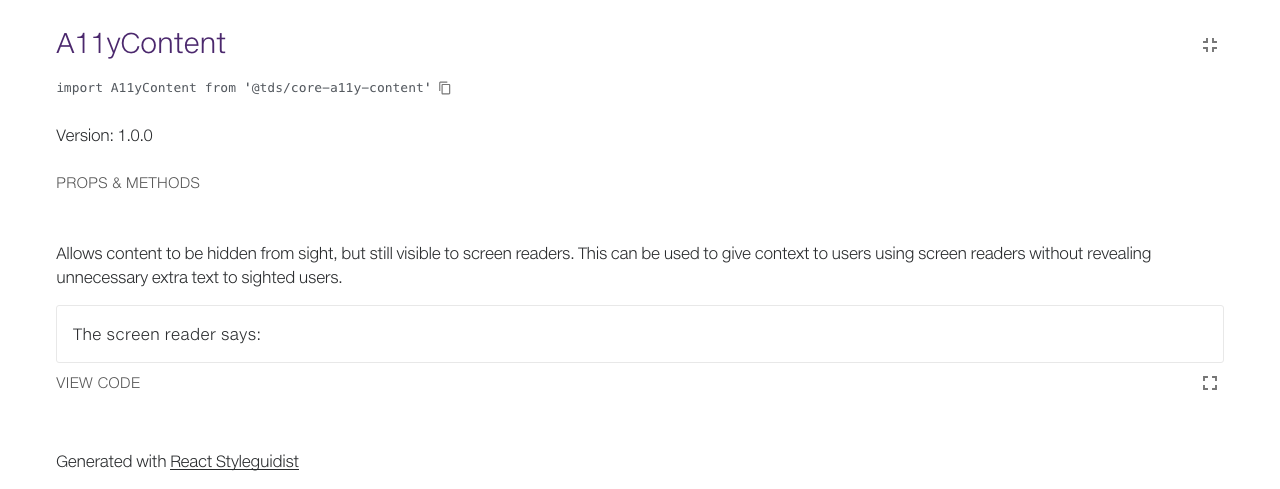 A11yContent
import A11yContent from '@tds/core-a11y-content'
Version: 1.0.0
PROPS & METHODS
Allows content to be hidden from sight, but still visible to screen readers. This can be used to give context to users using screen readers without revealing
unnecessary extra text to sighted users.
The screen reader says:
VIEW CODE
Generated with React Styleguidist